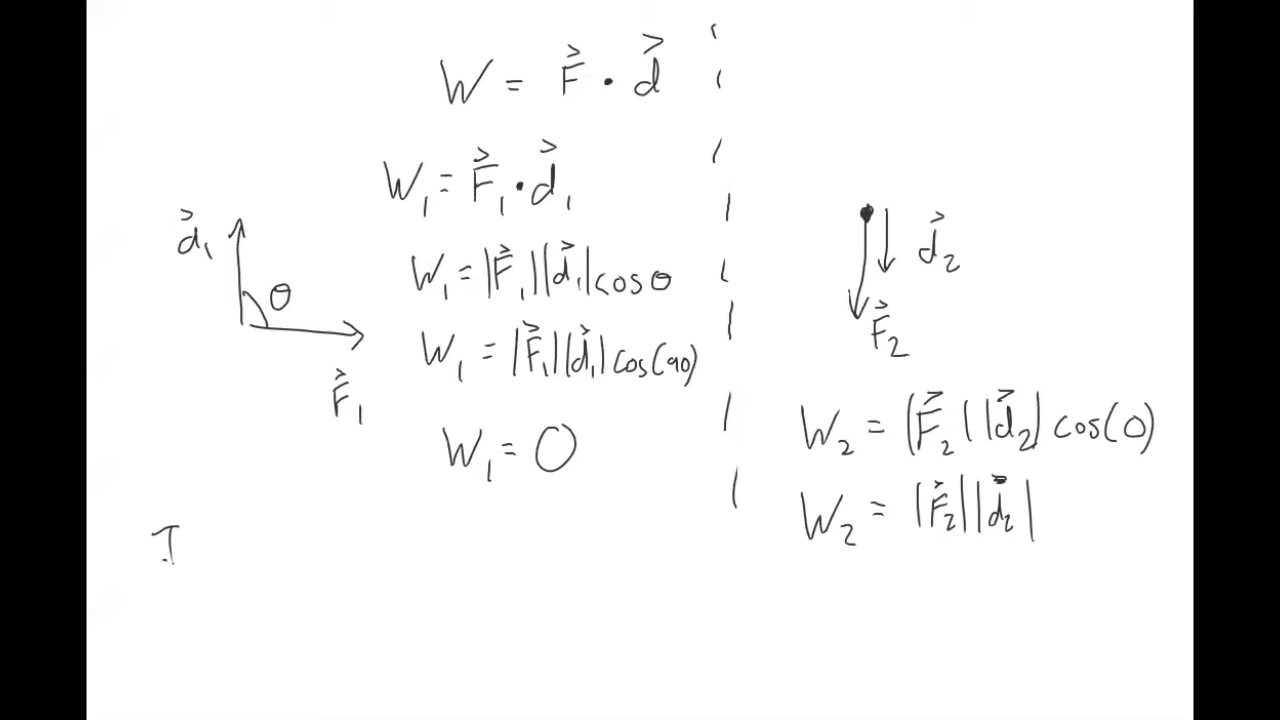 W = F⃗ · d⃗
W₁ = F⃗₁ · d⃗₁
d⃗₁
θ
F⃗₁
W₁ = |F⃗₁||d⃗₁|cosθ
W₁ = |F⃗₁||d⃗₁|cos(90)
W₁ = 0
d⃗₂
F⃗₂
W₂ = |F⃗₂||d⃗₂|cos(0)
W₂ = |F⃗₂||d⃗₂|